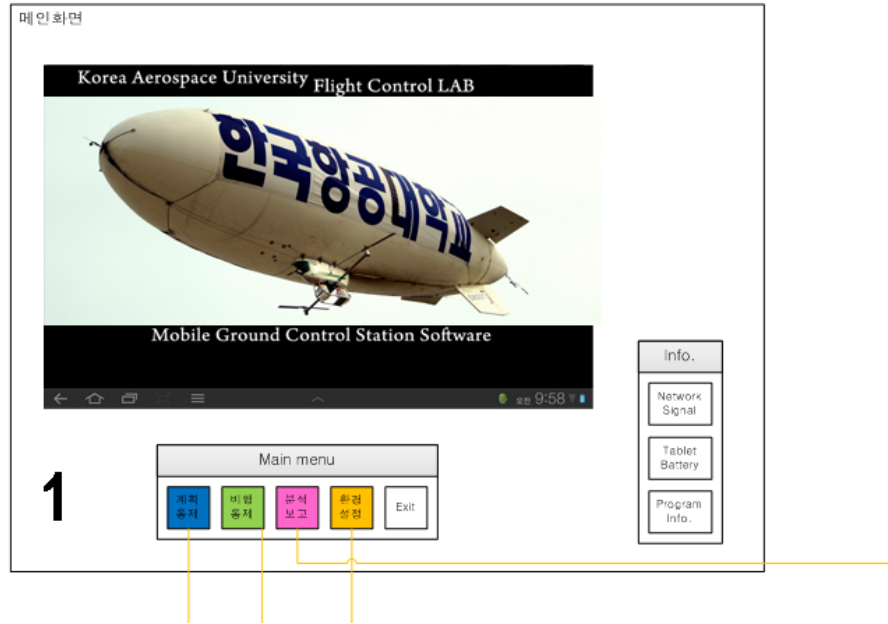 메인화면
Korea Aerospace University
Flight Control LAB
한국항공대학교
Mobile Ground Control Station Software
오전 9:58
Info.
Network
Signal
Tablet
Battery
Program
Info.
1
Main menu
계획
통제
비행
통제
분석
보고
환경
설정
Exit